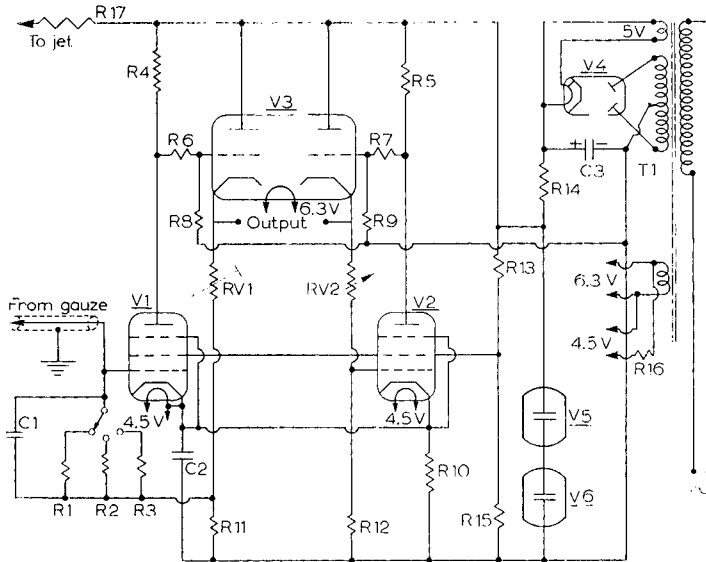 R17
To jet
5V
R4
R5
V3
V4
R6
R7
C3
T1
R14
6.3V
R8
Output
R9
RV1
RV2
R13
6.3V
From gauze
V1
V2
4.5V
R16
C1
4.5V
4.5V
V5
C2
R10
V6
R1
R2
R3
R11
R12
R15